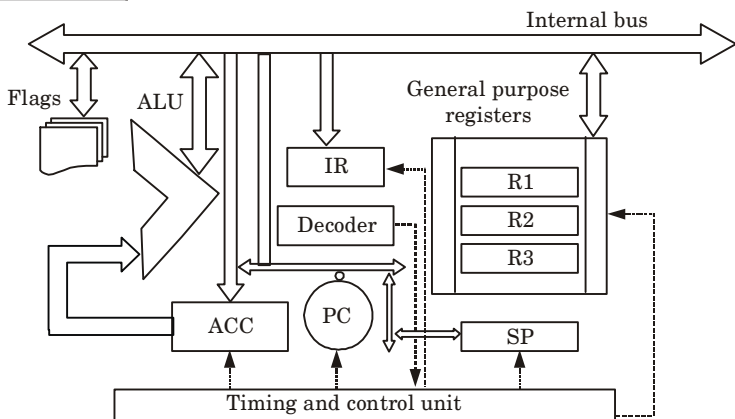 Internal bus
Flags
ALU
General purpose
registers
IR
R1
Decoder
R2
R3
ACC
PC
SP
Timing and control unit